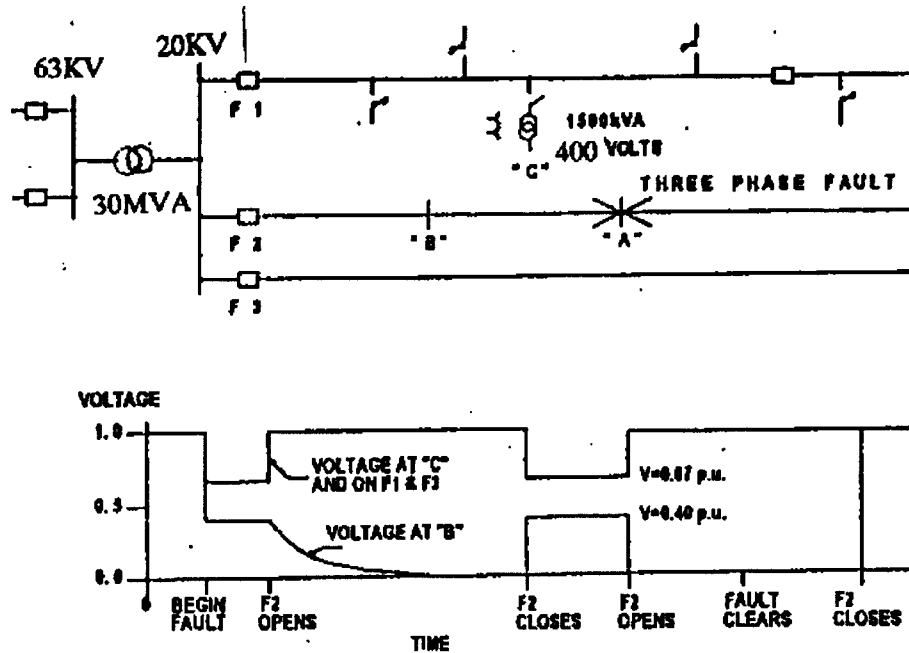 20KV
63KV
F 1
1500kVA
400 VOLTS
"C"
30MVA
THREE PHASE FAULT
F 2
"B"
"A"
F 3
VOLTAGE
1.0
VOLTAGE AT "C"
AND ON F1 & F3
V=0.67 p.u.
0.5
V=0.40 p.u.
VOLTAGE AT "B"
0.0
0
BEGIN
FAULT
F2
OPENS
F2
CLOSES
F2
OPENS
FAULT
CLEARS
F2
CLOSES
TIME